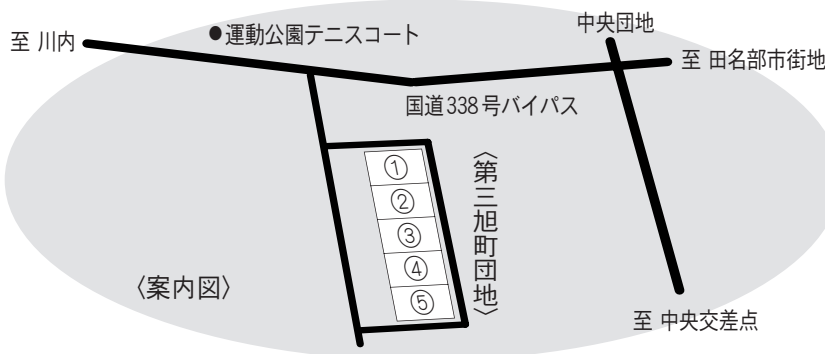 中央団地
●運動公園テニスコート
至 川内
至 田名部市街地
国道338号バイパス
①
②
③
④
⑤
〈第三旭町団地〉
〈案内図〉
至 中央交差点